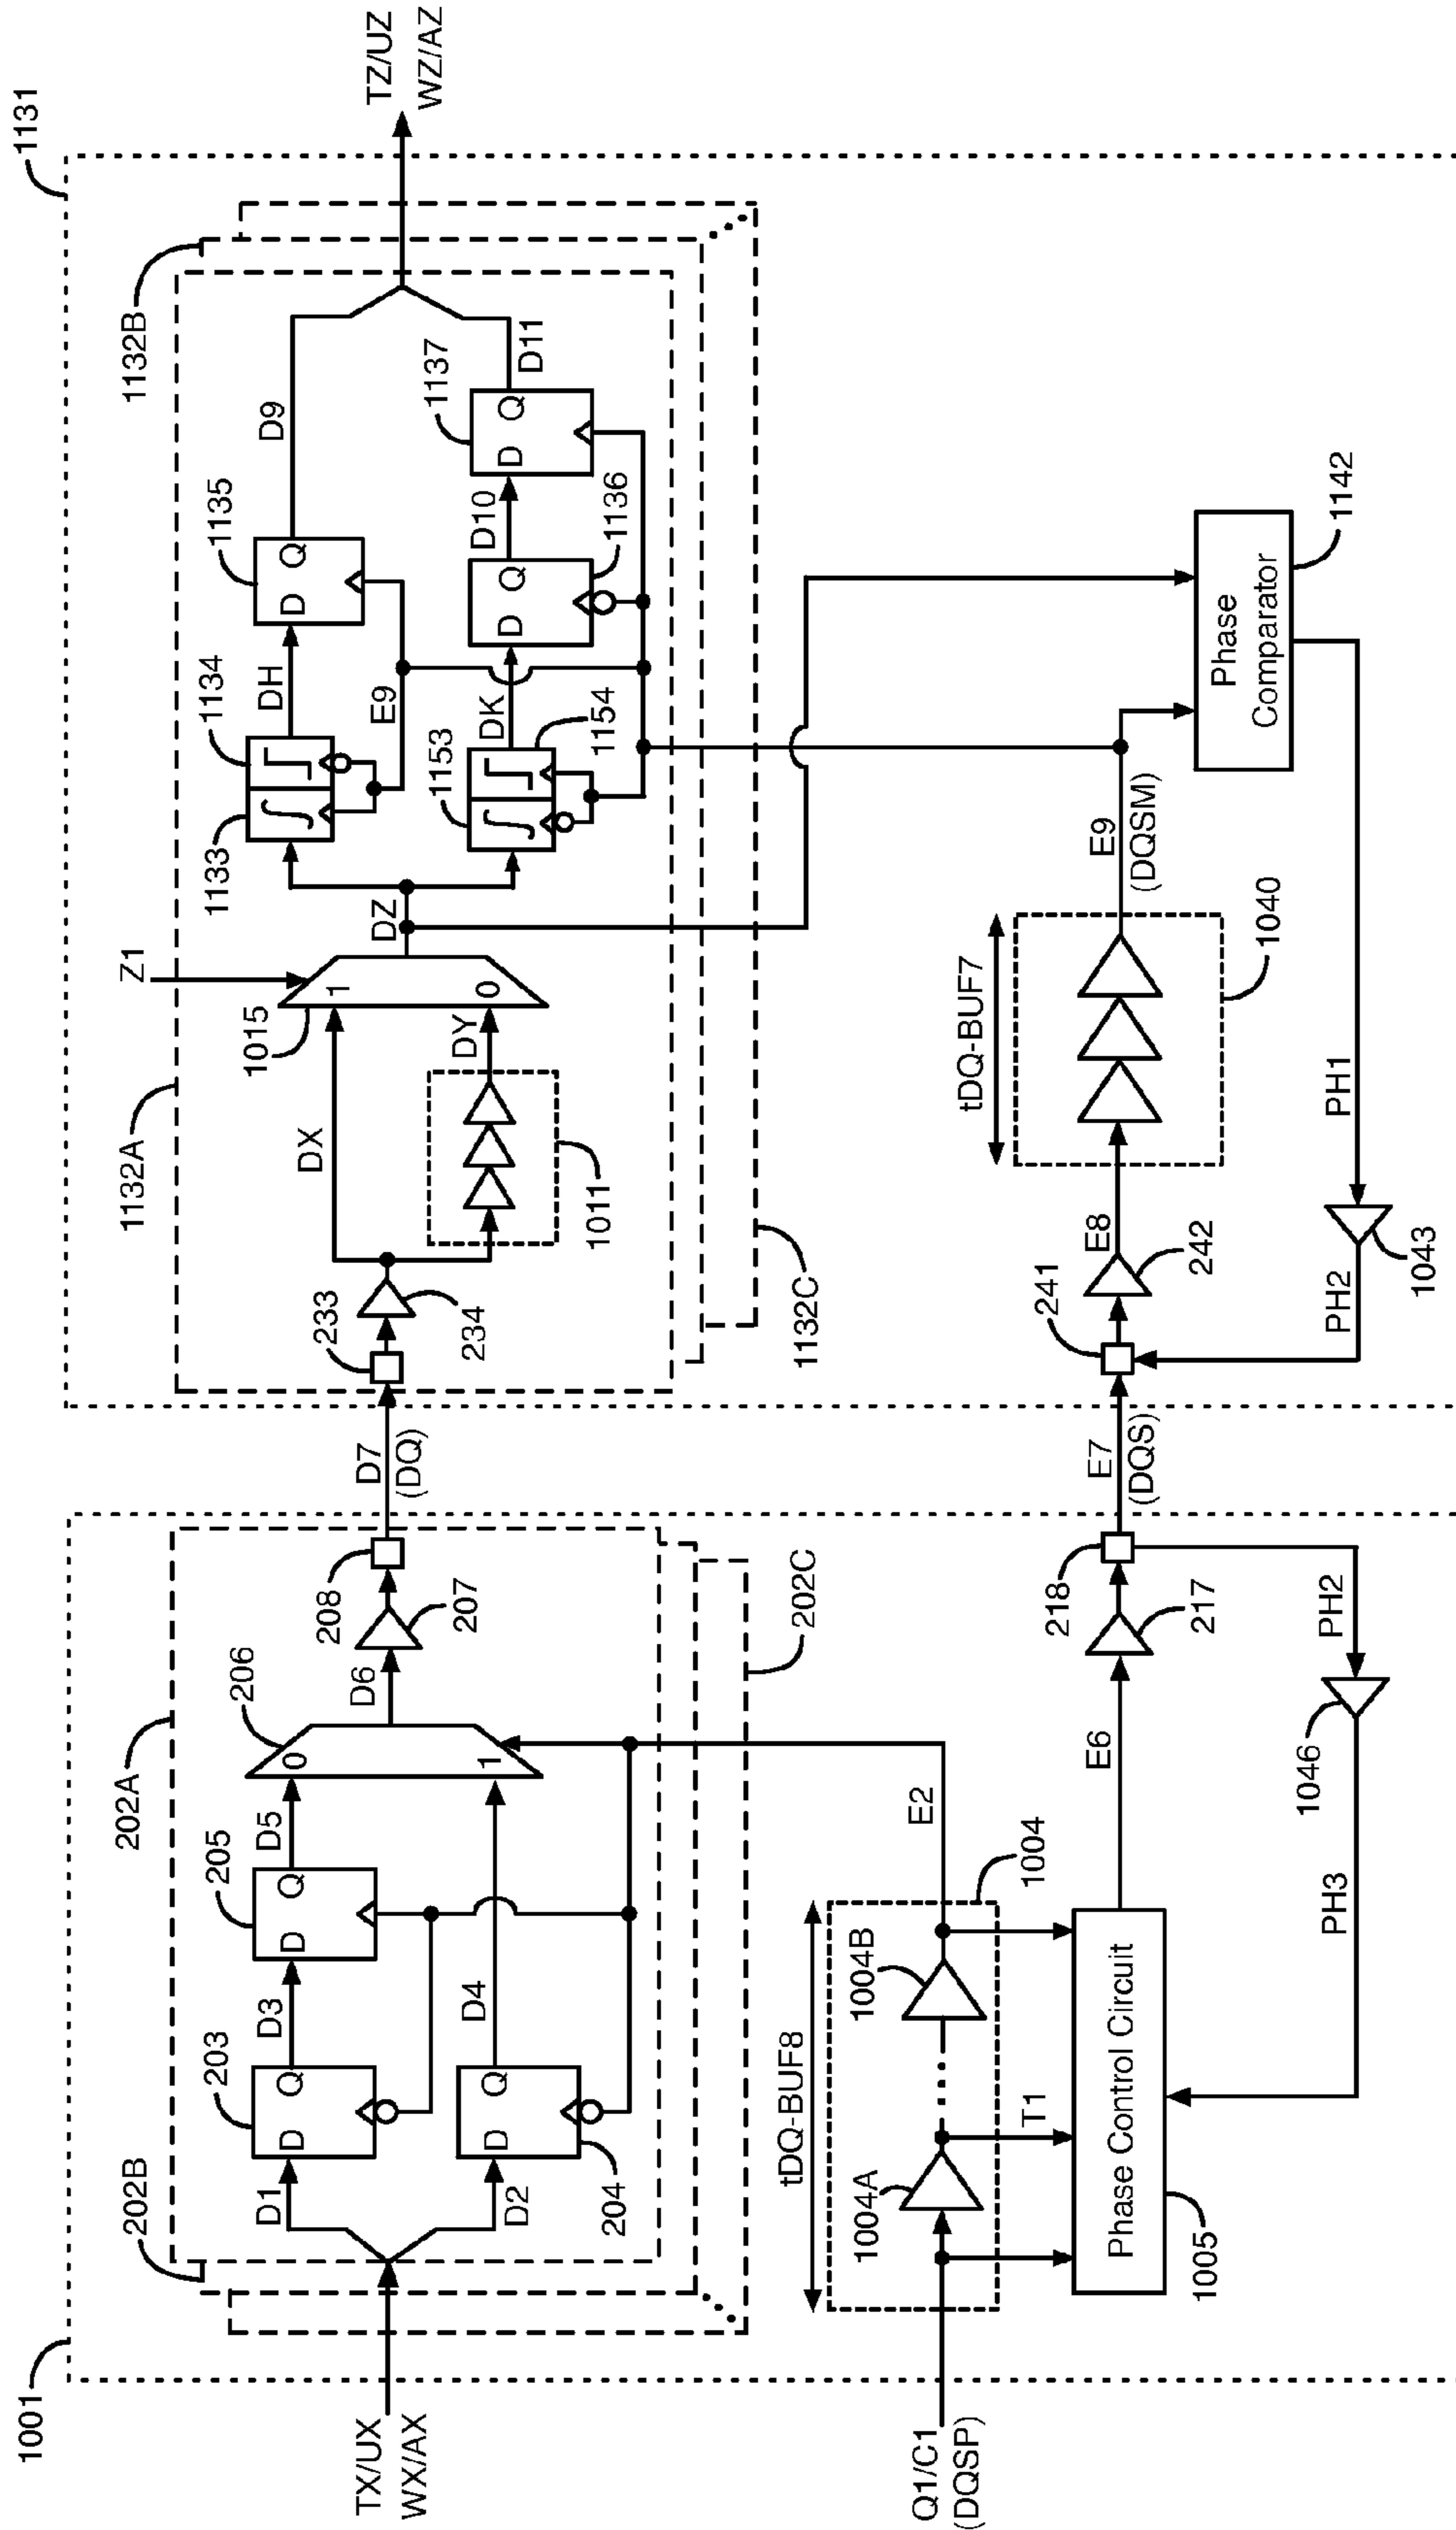 1001
202B
202A
TX/UX
WX/AX
D1
D2
203
D
Q
D3
205
D
Q
D5
204
D
Q
D4
0
1
206
D6
207
208
202C
Q1/C1
(DQSP)
tDQ-BUF8
1004A
1004B
1004
T1
E2
Phase Control Circuit
1005
E6
217
218
PH2
1046
PH3
D7
(DQ)
E7
(DQS)
1131
1132A
1132B
1132C
233
234
DX
1011
DY
Z1
1015
1
0
DZ
1133
1134
DH
E9
1135
D
Q
D9
1153
1154
DK
D
Q
1136
D10
1137
D
Q
D11
TZ/UZ
WZ/AZ
241
242
E8
tDQ-BUF7
1040
E9
(DQSM)
Phase
Comparator
1142
PH1
1043
PH2